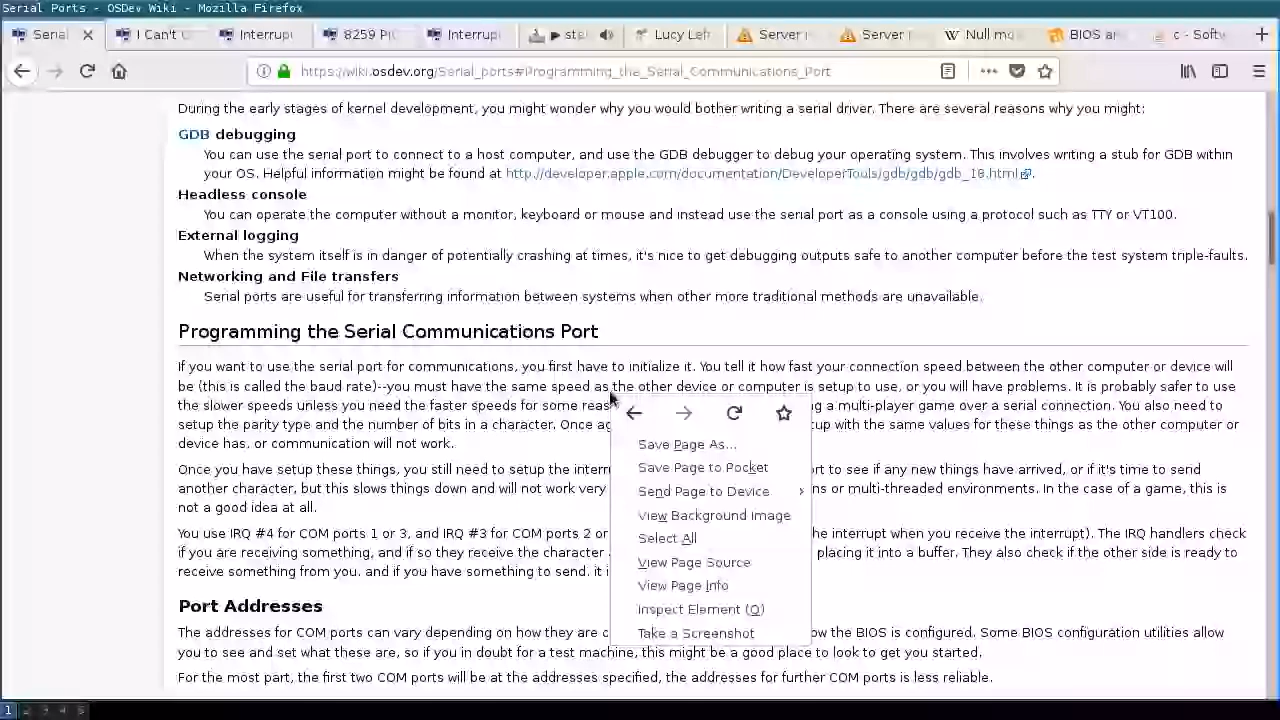 Serial Ports - OSDev Wiki - Mozilla Firefox
Serial
I Can't
Interrupt
8259
Interrupt
Lucy Left
Server
Server
Null mo
BIOS
c - Softw
https://wiki.osdev.org/Serial_ports#Programming_the_Serial_Communications_Port
During the early stages of kernel development, you might wonder why you would bother writing a serial driver. There are several reasons why you might:
GDB debugging
You can use the serial port to connect to a host computer, and use the GDB debugger to debug your operating system. This involves writing a stub for GDB within
your OS. Helpful information might be found at http://developer.apple.com/documentation/DeveloperTools/gdb/gdb/gdb_18.html.
Headless console
You can operate the computer without a monitor, keyboard or mouse and instead use the serial port as a console using a protocol such as TTY or VT100.
External logging
When the system itself is in danger of potentially crashing at times, it's nice to get debugging outputs safe to another computer before the test system triple-faults.
Networking and File transfers
Serial ports are useful for transferring information between systems when other more traditional methods are unavailable.
Programming the Serial Communications Port
If you want to use the serial port for communications, you first have to initialize it. You tell it how fast your connection speed between the other computer or device will
be (this is called the baud rate)--you must have the same speed as the other device or computer is setup to use, or you will have problems. It is probably safer to use
the slower speeds unless you need the faster speeds for some reas g a multi-player game over a serial connection. You also need to
setup the parity type and the number of bits in a character. Once ag tup with the same values for these things as the other computer or
device has, or communication will not work.
Once you have setup these things, you still need to setup the interr rt to see if any new things have arrived, or if it's time to send
another character, but this slows things down and will not work very ns or multi-threaded environments. In the case of a game, this is
not a good idea at all.
You use IRQ #4 for COM ports 1 or 3, and IRQ #3 for COM ports 2 or the interrupt when you receive the interrupt). The IRQ handlers check
if you are receiving something, and if so they receive the character placing it into a buffer. They also check if the other side is ready to
receive something from you, and if you have something to send, it i
Port Addresses
The addresses for COM ports can vary depending on how they are c ow the BIOS is configured. Some BIOS configuration utilities allow
you to see and set what these are, so if you in doubt for a test machine, this might be a good place to look to get you started.
For the most part, the first two COM ports will be at the addresses specified, the addresses for further COM ports is less reliable.
Save Page As...
Save Page to Pocket
Send Page to Device
View Background Image
Select All
View Page Source
View Page Info
Inspect Element (Q)
Take a Screenshot
1 2 3 4 5